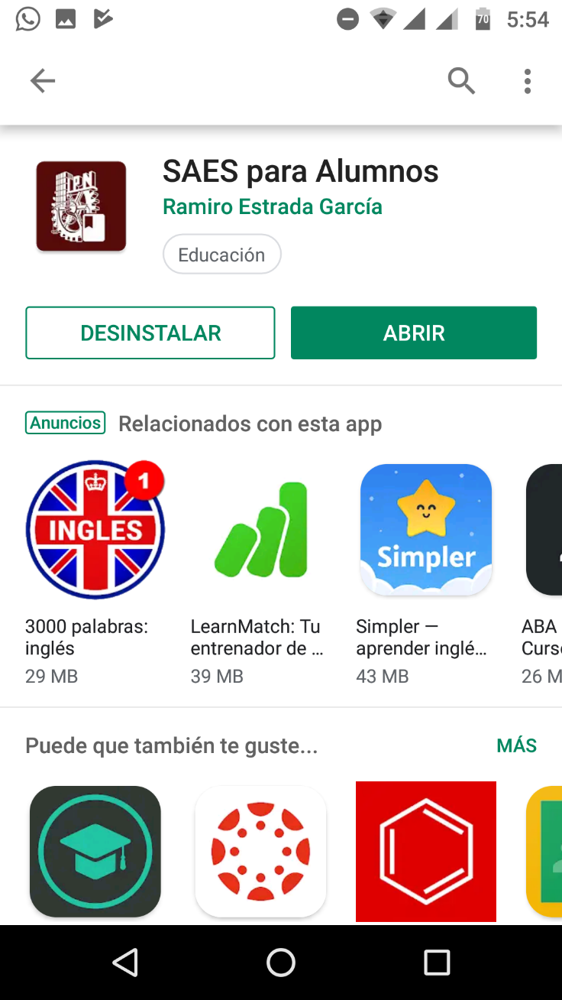 70 5:54
IPN
SAES para Alumnos
Ramiro Estrada García
Educación
DESINSTALAR ABRIR
Anuncios Relacionados con esta app
1
INGLES
Simpler
3000 palabras: LearnMatch: Tu Simpler — ABA
inglés entrenador de ... aprender inglé...
29 MB 39 MB 43 MB 26 M
Puede que también te guste... MÁS